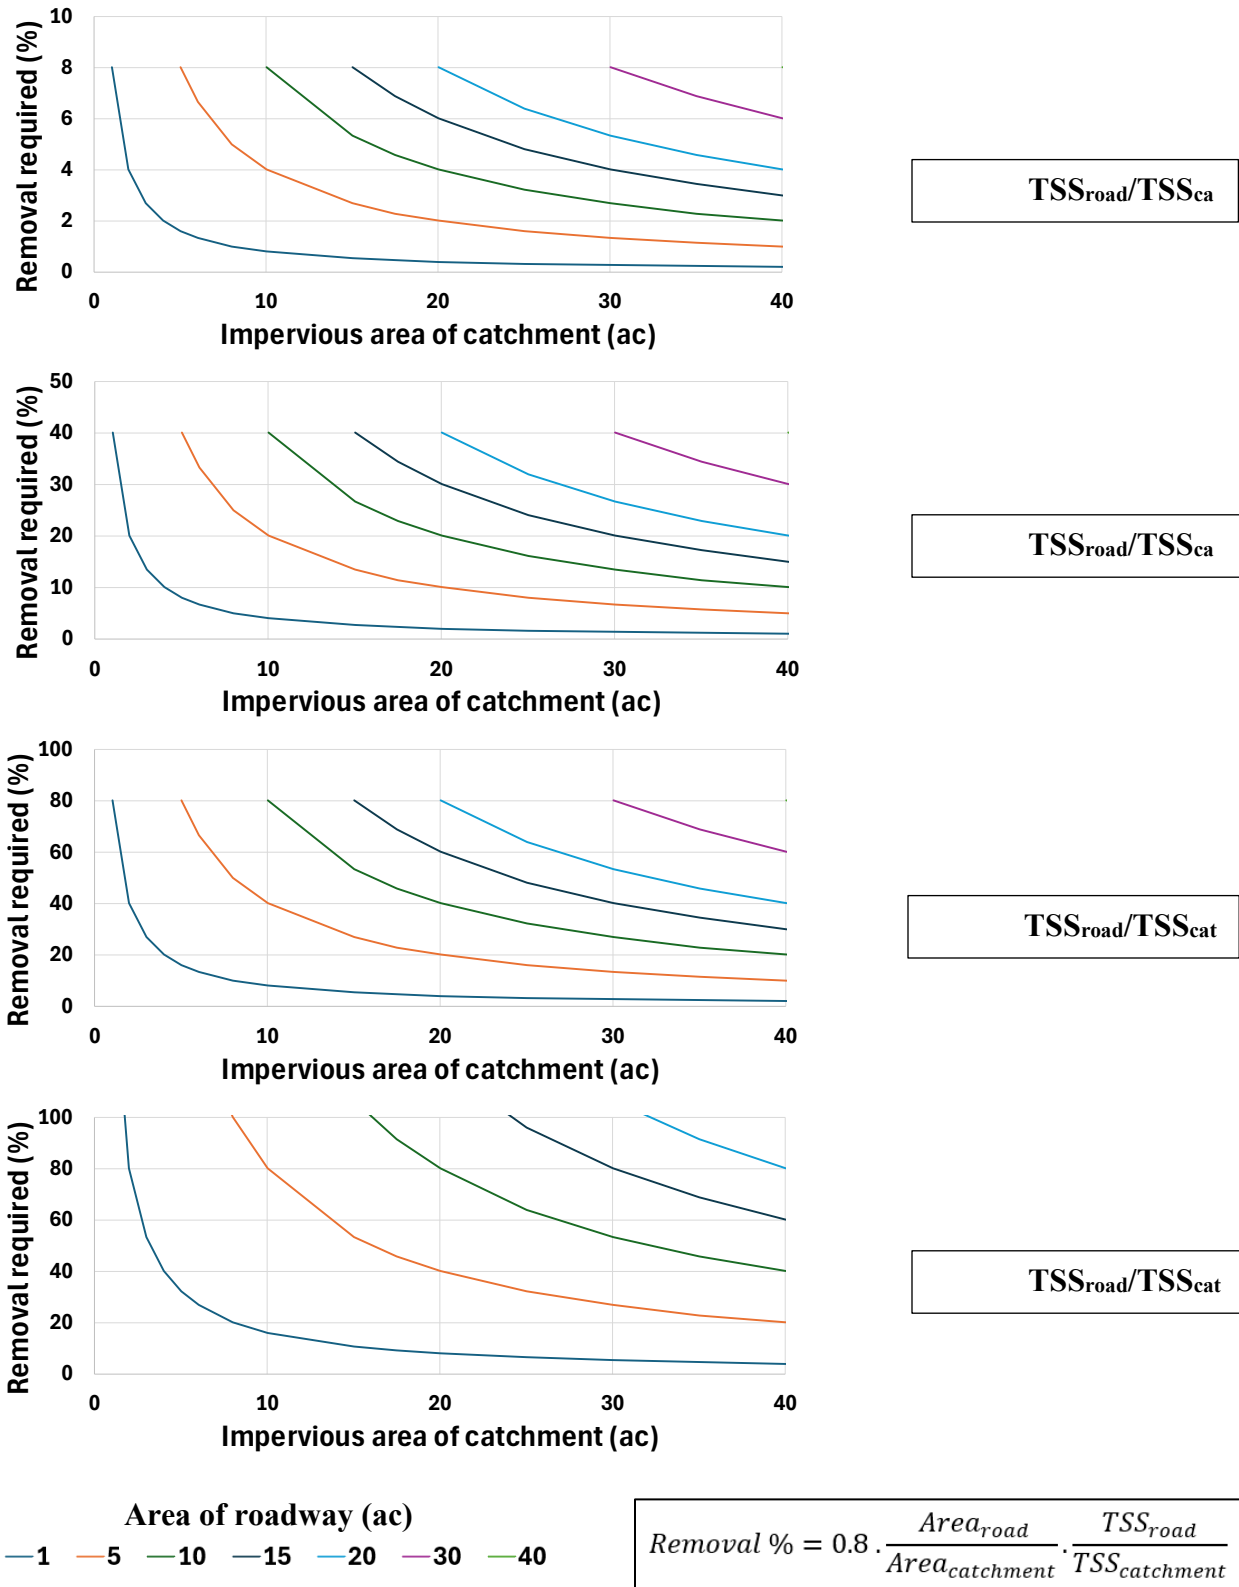 Removal required (%)
10
8
6
4
2
0
0 10 20 30 40
Impervious area of catchment (ac)
TSSroad/TSSca
Removal required (%)
50
40
30
20
10
0
0 10 20 30 40
Impervious area of catchment (ac)
TSSroad/TSSca
Removal required (%)
100
80
60
40
20
0
0 10 20 30 40
Impervious area of catchment (ac)
TSSroad/TSScat
Removal required (%)
100
80
60
40
20
0
0 10 20 30 40
Impervious area of catchment (ac)
TSSroad/TSScat
Area of roadway (ac)
1 5 10 15 20 30 40
Removal % = 0.8 . Arearoad/Areacatchment . TSSroad/TSScatchment